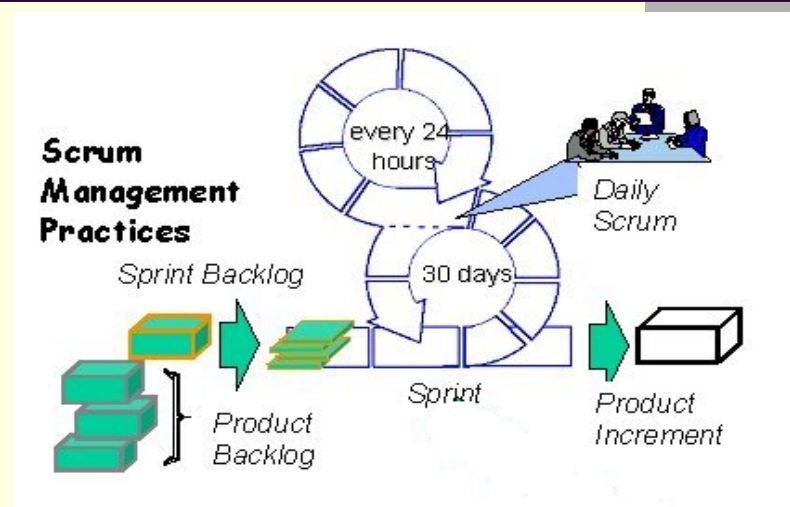 Scrum
Management
Practices
every 24
hours
Daily
Scrum
Sprint Backlog
30 days
Sprint
Product
Backlog
Product
Increment